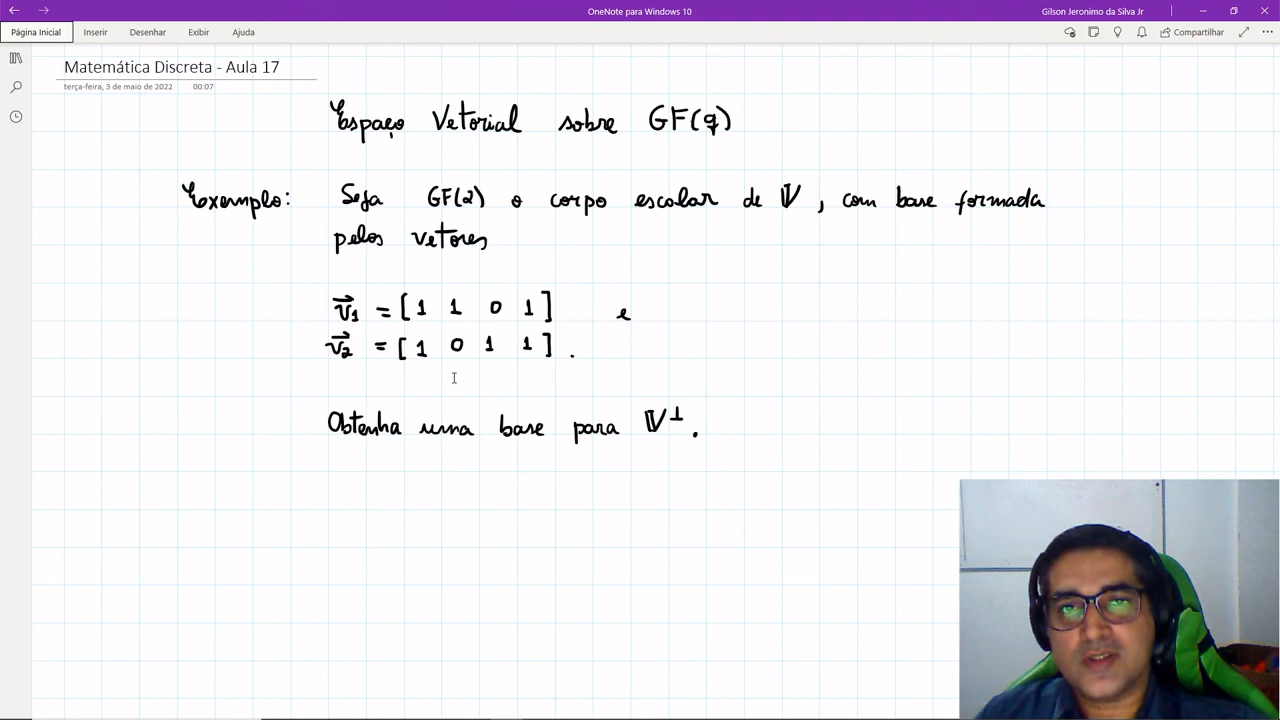 OneNote para Windows 10
Gilson Jeronimo da Silva Jr
Página Inicial Inserir Desenhar Exibir Ajuda
Compartilhar
Matemática Discreta - Aula 17
terça-feira, 3 de maio de 2022 00:07
Espaço Vetorial sobre GF(q)
Exemplo: Seja GF(2) o corpo escolar de 𝕍, com base formada
pelos vetores
v⃗1 = [1 1 0 1] e
v⃗2 = [1 0 1 1].
Obtenha uma base para 𝕍⊥.